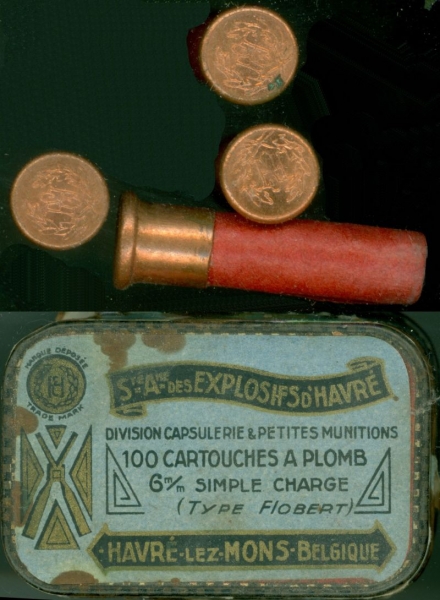 MARQUE DÉPOSÉE
TRADE MARK
Sté Ame DES EXPLOSIFS D'HAVRÉ
DIVISION CAPSULERIE & PETITES MUNITIONS
100 CARTOUCHES A PLOMB
6 m/m SIMPLE CHARGE
(TYPE FLOBERT)
HAVRÉ-LEZ-MONS-BELGIQUE